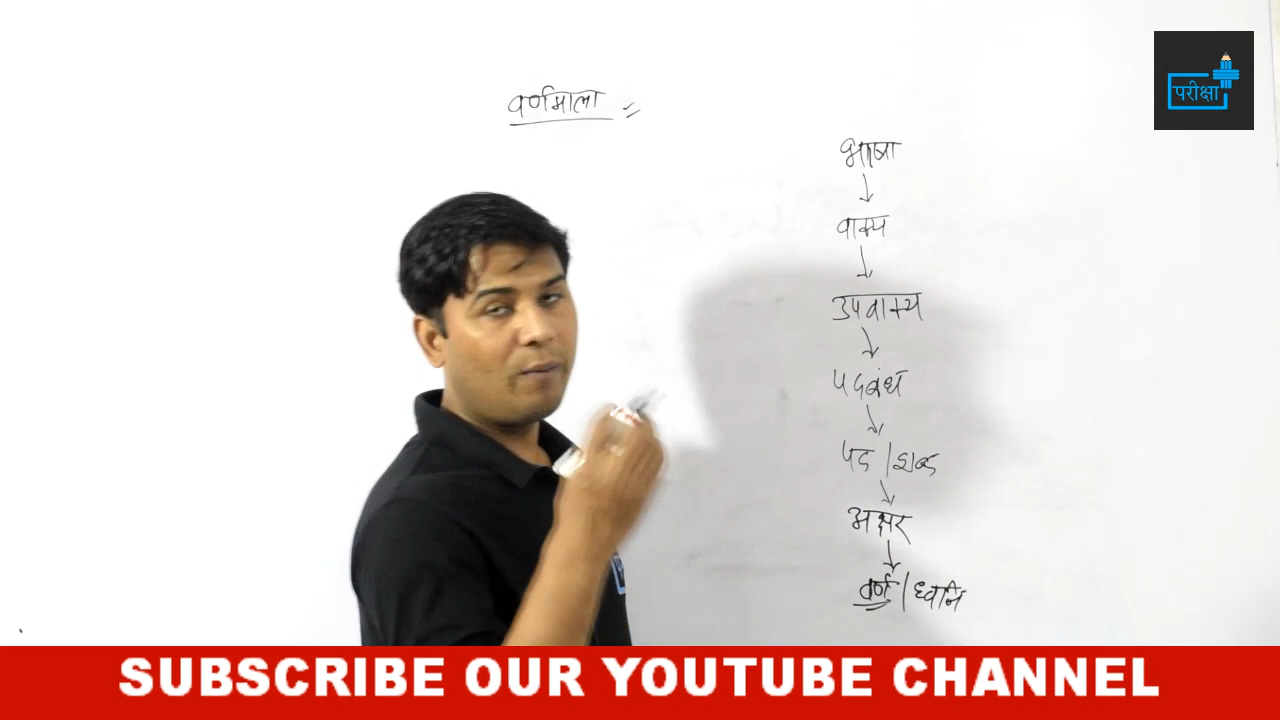 वर्णमाला =
परीक्षा
भाषा
↓
वाक्य
↓
उपवाक्य
↓
पदबंध
↓
पद/शब्द
↓
अक्षर
↓
वर्ण/ध्वनि
SUBSCRIBE OUR YOUTUBE CHANNEL